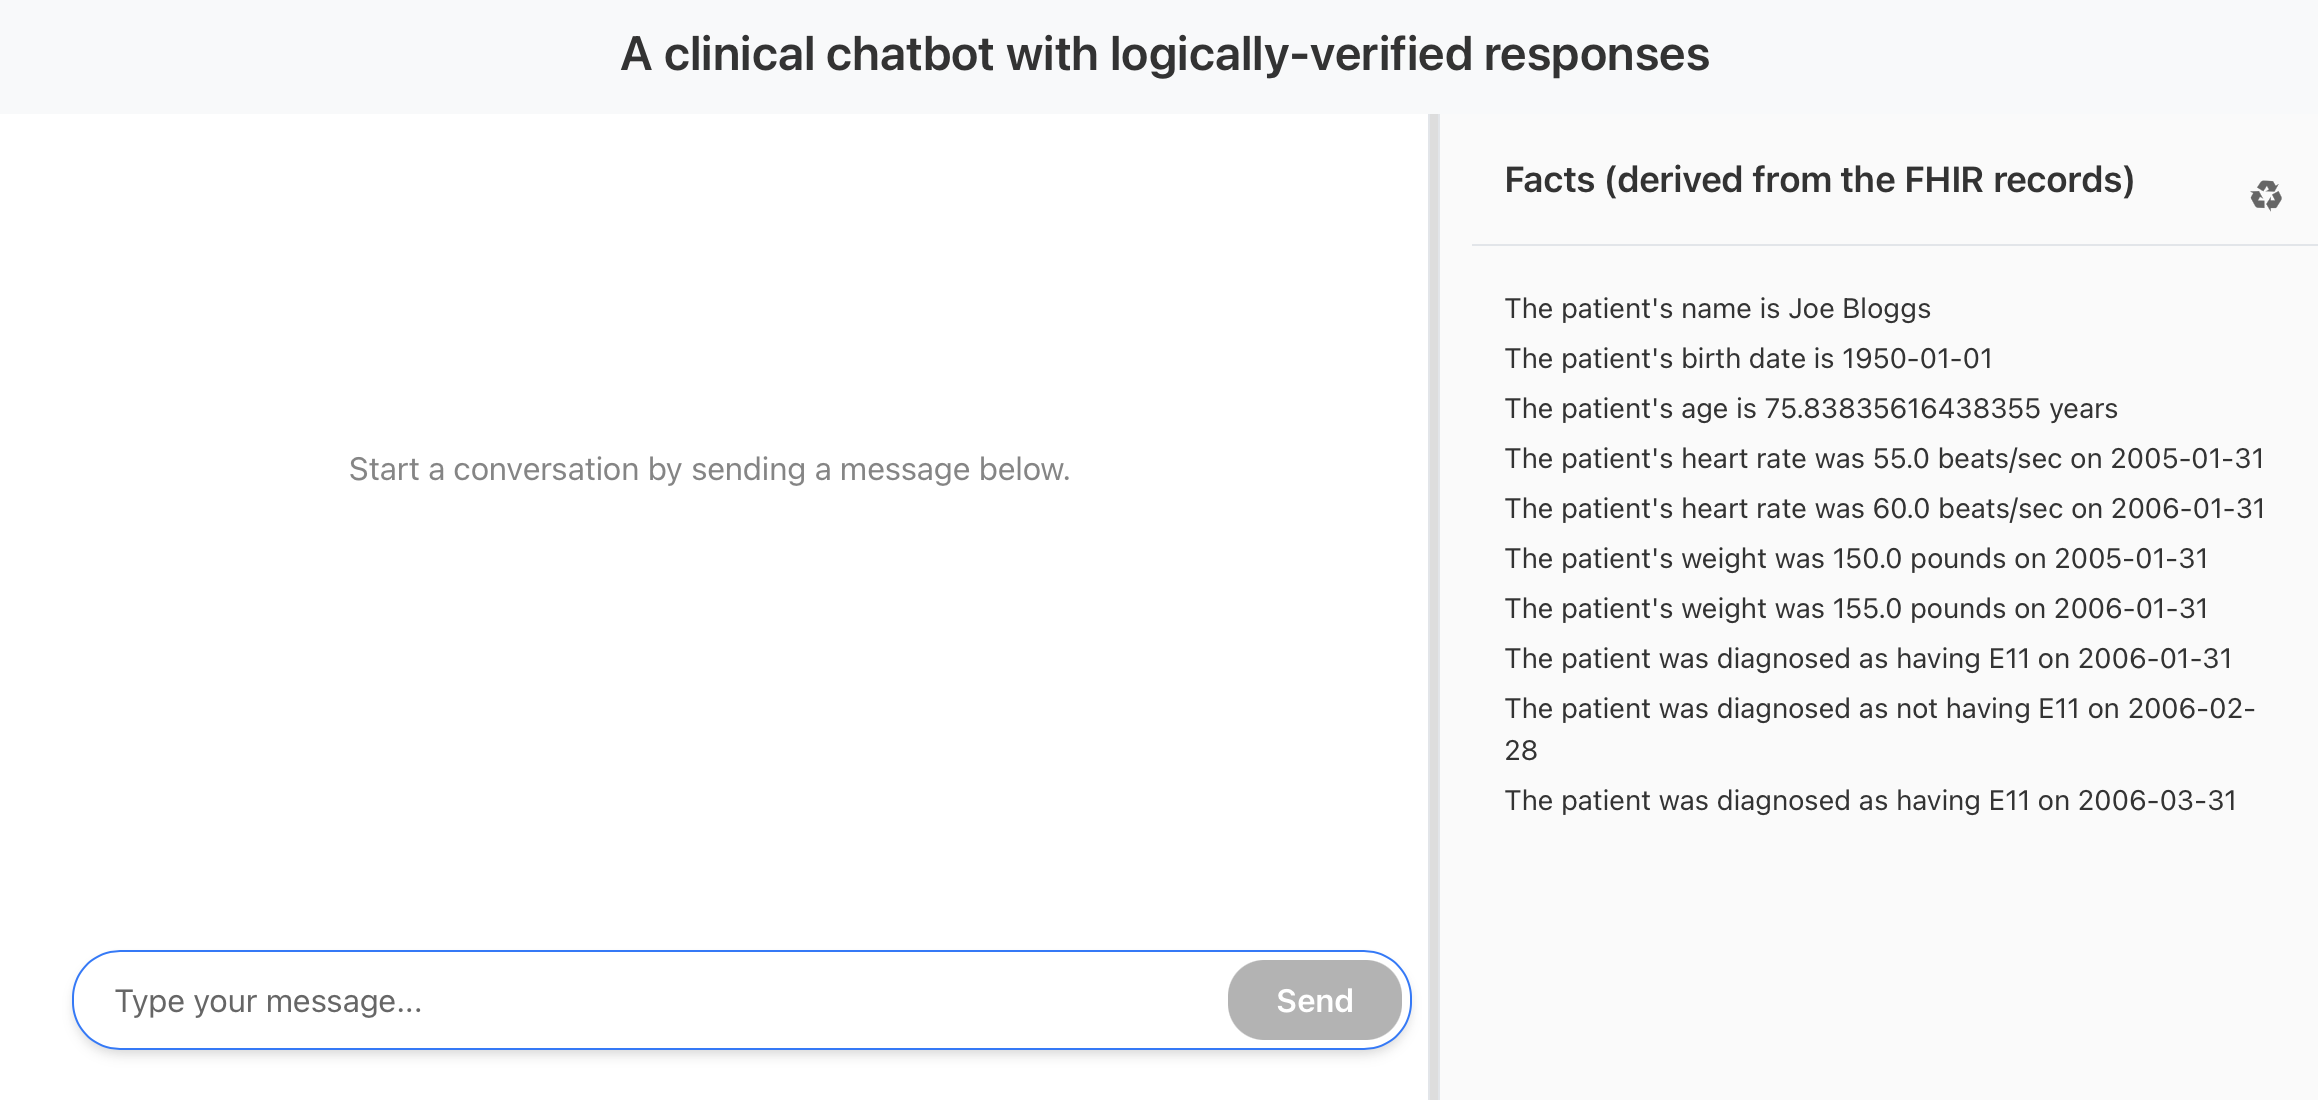 A clinical chatbot with logically-verified responses
Start a conversation by sending a message below.
Type your message...
Send
Facts (derived from the FHIR records)
The patient's name is Joe Bloggs
The patient's birth date is 1950-01-01
The patient's age is 75.83835616438355 years
The patient's heart rate was 55.0 beats/sec on 2005-01-31
The patient's heart rate was 60.0 beats/sec on 2006-01-31
The patient's weight was 150.0 pounds on 2005-01-31
The patient's weight was 155.0 pounds on 2006-01-31
The patient was diagnosed as having E11 on 2006-01-31
The patient was diagnosed as not having E11 on 2006-02-
28
The patient was diagnosed as having E11 on 2006-03-31